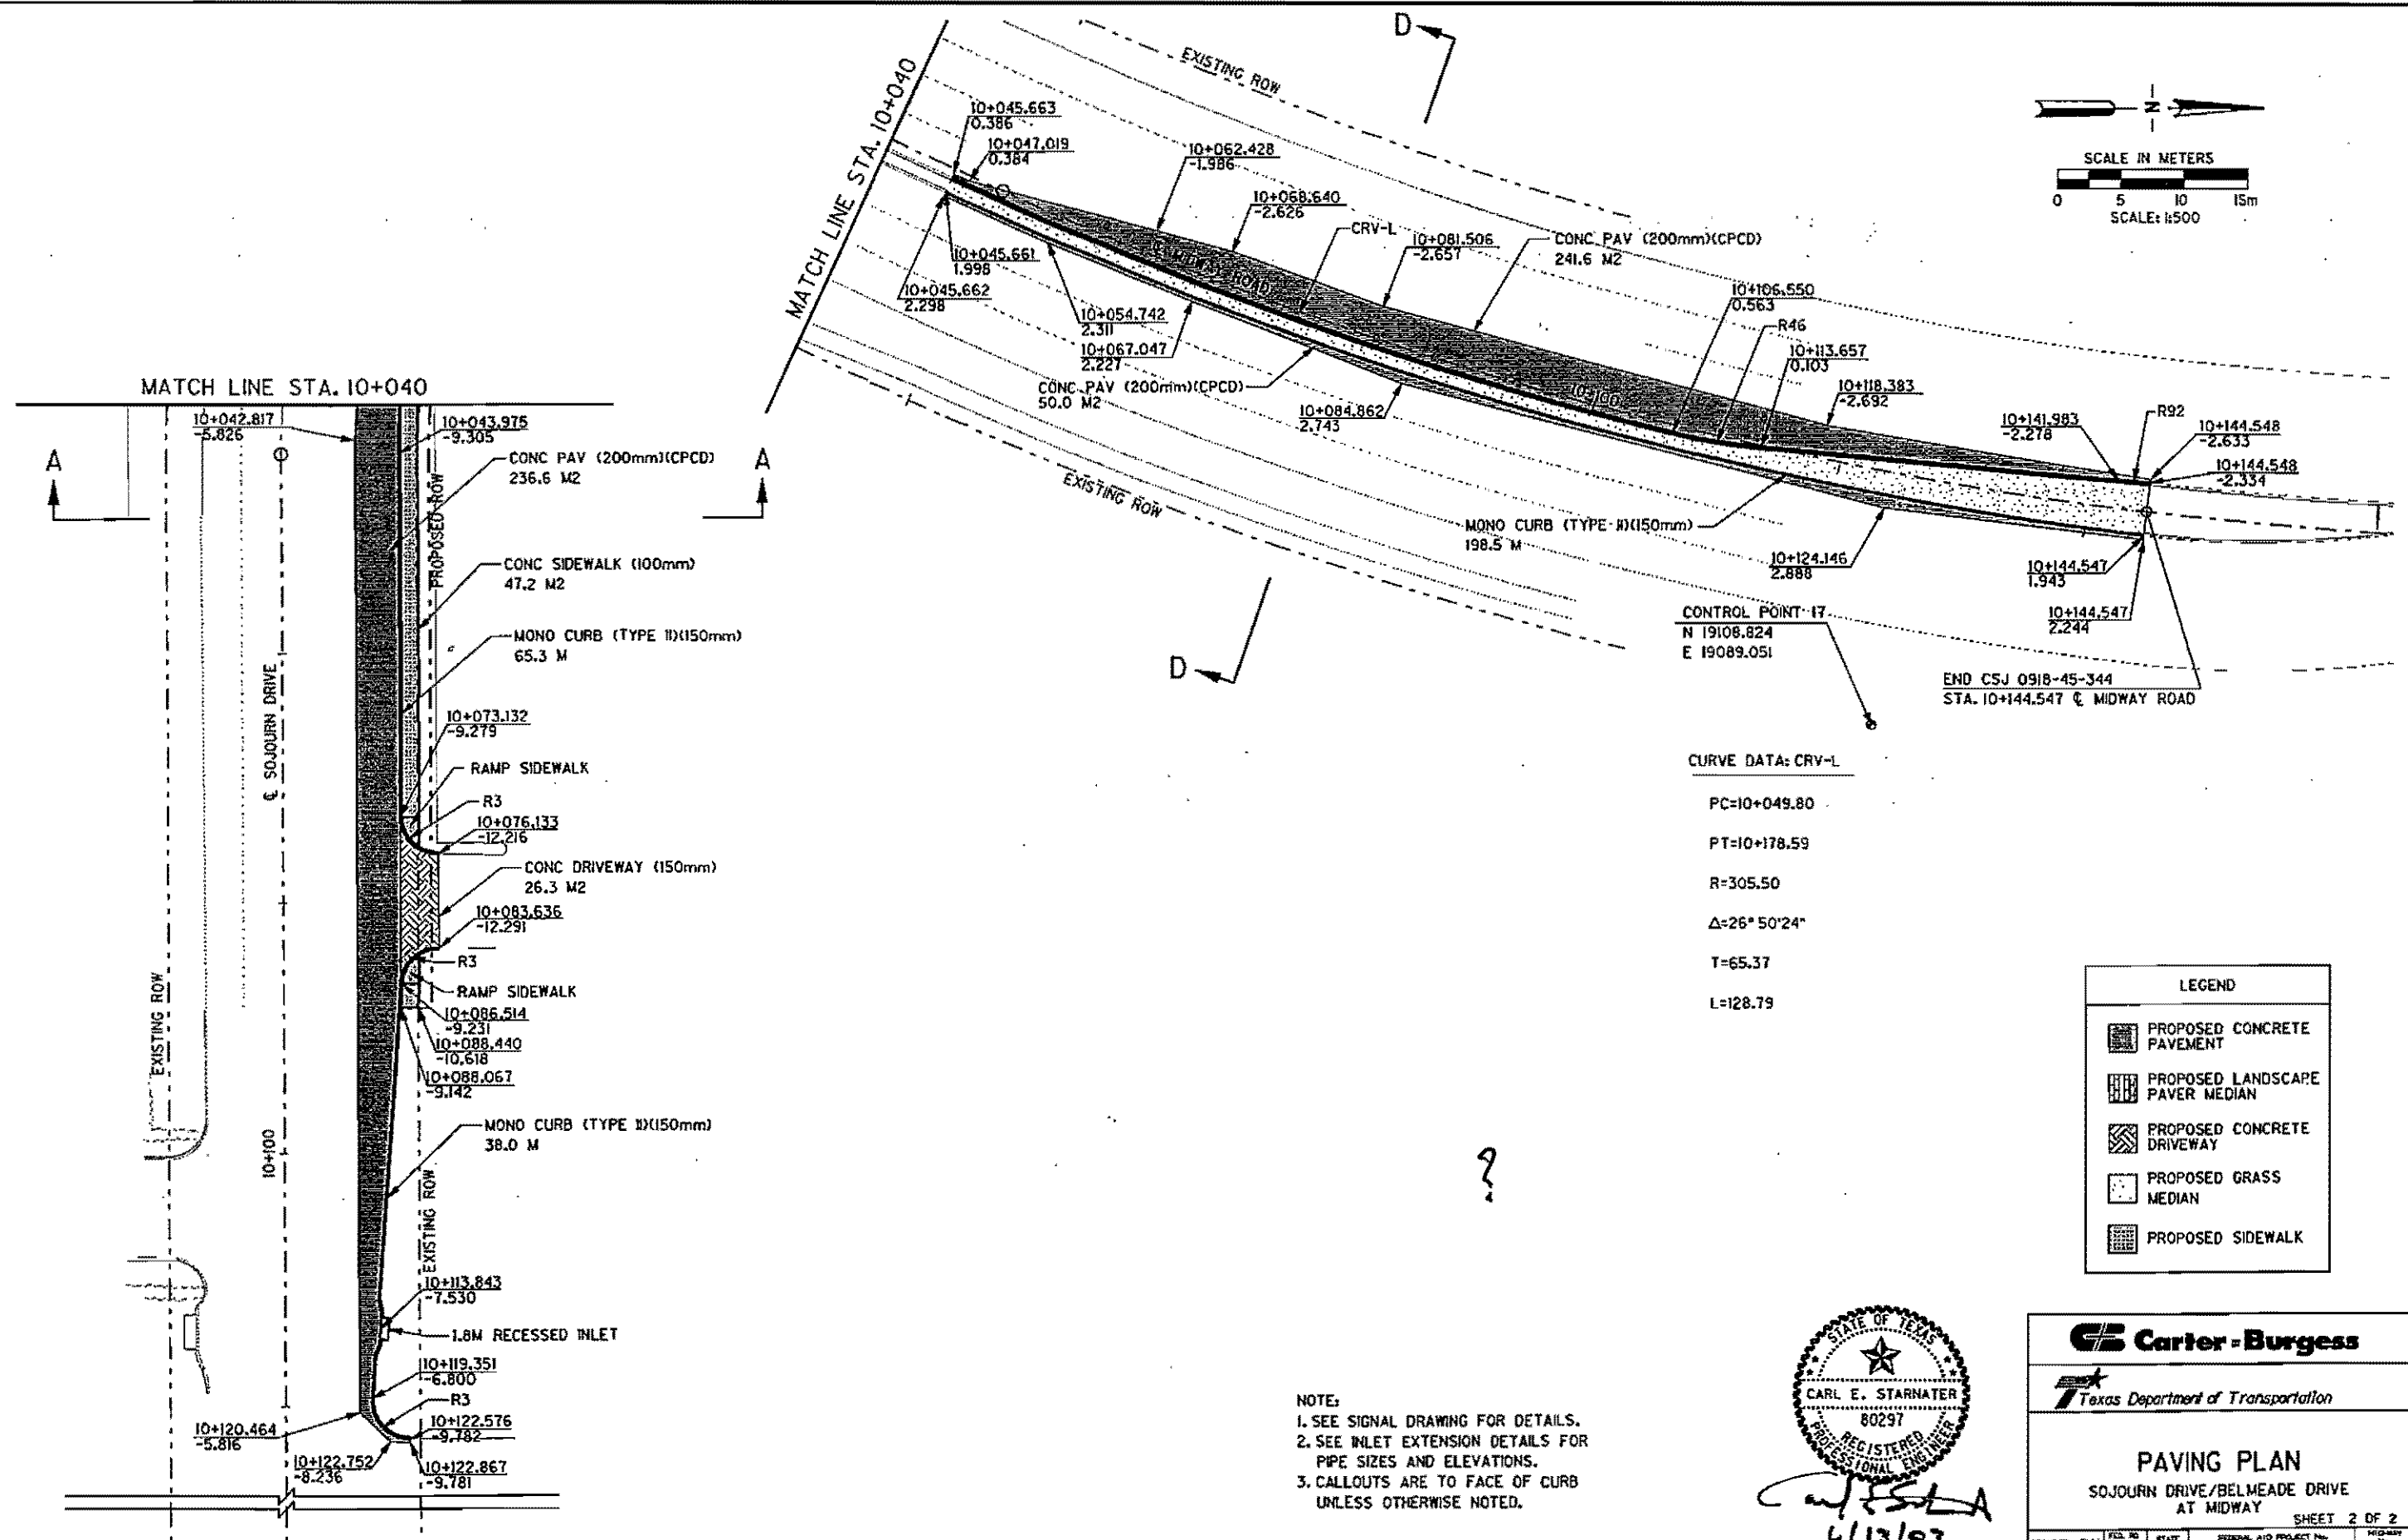 D
EXISTING ROW
MATCH LINE STA. 10+040
10+045.663
0.386
10+047.019
0.384
10+062.428
-1.986
10+068.640
-2.626
CRV-L
10+081.506
-2.657
CONC PAV (200mm)(CPCD)
241.6 M2
10+106.550
0.563
R46
10+113.657
0.103
10+118.383
-2.692
10+141.983
-2.278
R92
10+144.548
-2.633
10+144.548
-2.334
N
SCALE IN METERS
0 5 10 15m
SCALE: 1:500
℄ MIDWAY ROAD
10+100
10+045.661
1.998
10+045.662
2.298
10+054.742
2.311
10+067.047
2.227
CONC PAV (200mm)(CPCD)
50.0 M2
10+084.862
2.743
EXISTING ROW
MONO CURB (TYPE II)(150mm)
198.5 M
10+124.146
2.888
10+144.547
1.943
10+144.547
2.244
D
CONTROL POINT 17
N 19108.824
E 19089.051
END CSJ 0918-45-344
STA. 10+144.547 ℄ MIDWAY ROAD
MATCH LINE STA. 10+040
10+042.817
-5.826
10+043.975
-9.305
A
A
CONC PAV (200mm)(CPCD)
236.6 M2
PROPOSED ROW
CONC SIDEWALK (100mm)
47.2 M2
MONO CURB (TYPE II)(150mm)
65.3 M
℄ SOJOURN DRIVE
10+073.132
-9.279
RAMP SIDEWALK
R3
10+076.133
-12.216
CONC DRIVEWAY (150mm)
26.3 M2
10+083.636
-12.291
R3
RAMP SIDEWALK
10+086.514
-9.231
10+088.440
-10.618
10+088.067
-9.142
EXISTING ROW
MONO CURB (TYPE II)(150mm)
38.0 M
10+100
EXISTING ROW
10+113.843
-7.530
1.8M RECESSED INLET
10+119.351
-6.800
R3
10+120.464
-5.816
10+122.576
-9.782
10+122.752
-8.236
10+122.867
-9.781
CURVE DATA: CRV-L
PC=10+049.80
PT=10+178.59
R=305.50
Δ=26°50'24"
T=65.37
L=128.79
?
LEGEND
PROPOSED CONCRETE
PAVEMENT
PROPOSED LANDSCAPE
PAVER MEDIAN
PROPOSED CONCRETE
DRIVEWAY
PROPOSED GRASS
MEDIAN
PROPOSED SIDEWALK
NOTE:
1. SEE SIGNAL DRAWING FOR DETAILS.
2. SEE INLET EXTENSION DETAILS FOR
PIPE SIZES AND ELEVATIONS.
3. CALLOUTS ARE TO FACE OF CURB
UNLESS OTHERWISE NOTED.
STATE OF TEXAS
CARL E. STARNATER
80297
REGISTERED
PROFESSIONAL ENGINEER
Carter=Burgess
Texas Department of Transportation
PAVING PLAN
SOJOURN DRIVE/BELMEADE DRIVE
AT MIDWAY
SHEET 2 OF 2
STATE
FEDERAL AID PROJECT No.